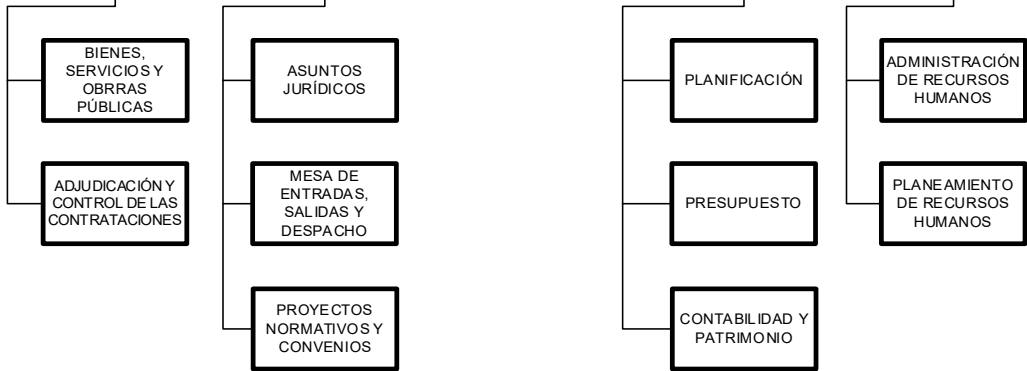 BIENES,
SERVICIOS Y
OBRRAS
PÚBLICAS
ADJUDICACIÓN Y
CONTROL DE LAS
CONTRATACIONES
ASUNTOS
JURÍDICOS
MESA DE
ENTRADAS,
SALIDAS Y
DESPACHO
PROYECTOS
NORMATIVOS Y
CONVENIOS
PLANIFICACIÓN
PRESUPUESTO
CONTABILIDAD Y
PATRIMONIO
ADMINISTRACIÓN
DE RECURSOS
HUMANOS
PLANEAMIENTO
DE RECURSOS
HUMANOS